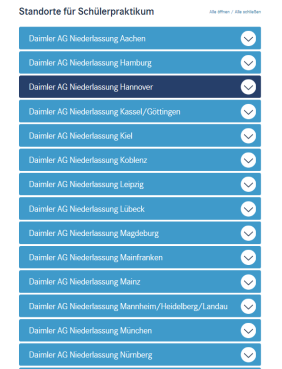 Standorte für Schülerpraktikum
Alle öffnen / Alle schließen
Daimler AG Niederlassung Aachen
Daimler AG Niederlassung Hamburg
Daimler AG Niederlassung Hannover
Daimler AG Niederlassung Kassel/Göttingen
Daimler AG Niederlassung Kiel
Daimler AG Niederlassung Koblenz
Daimler AG Niederlassung Leipzig
Daimler AG Niederlassung Lübeck
Daimler AG Niederlassung Magdeburg
Daimler AG Niederlassung Mainfranken
Daimler AG Niederlassung Mainz
Daimler AG Niederlassung Mannheim/Heidelberg/Landau
Daimler AG Niederlassung München
Daimler AG Niederlassung Nürnberg